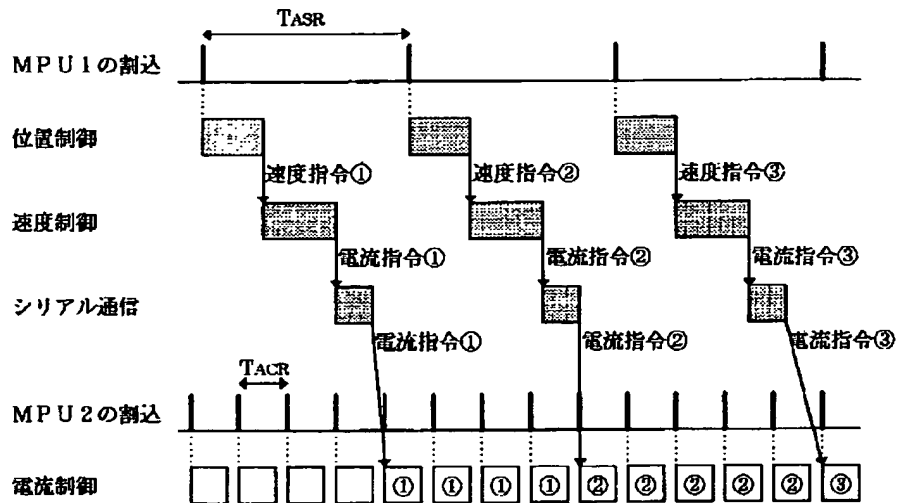 TASR
MPU1の割込
位置制御
速度指令① 速度指令② 速度指令③
速度制御
電流指令① 電流指令② 電流指令③
シリアル通信
電流指令① 電流指令② 電流指令③
TACR
MPU2の割込
電流制御 ① ① ① ① ② ② ② ② ② ③